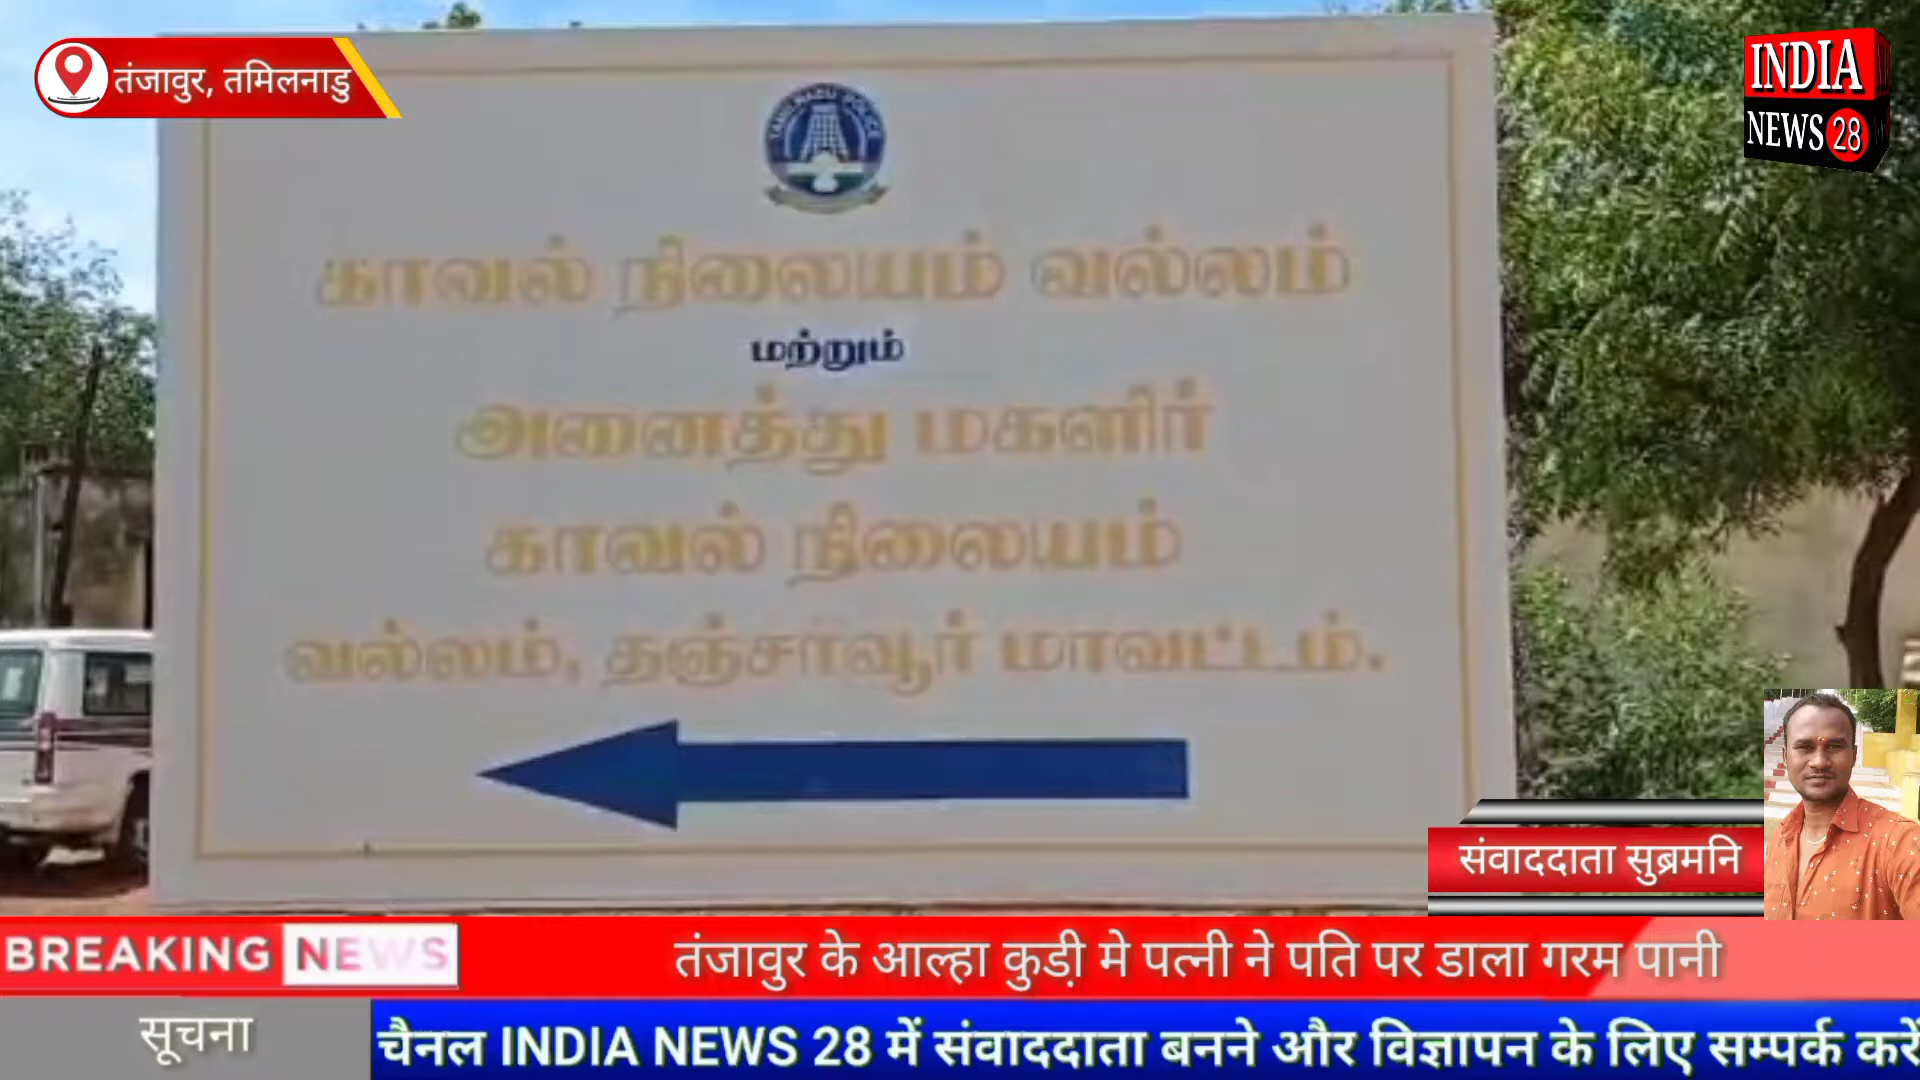 तंजावुर, तमिलनाडु
INDIA
NEWS 28
TAMILNADU POLICE
காவல் நிலையம் வல்லம்
மற்றும்
அனைத்து மகளிர்
காவல் நிலையம்
வல்லம், தஞ்சாவூர் மாவட்டம்.
संवाददाता सुब्रमनि
BREAKING NEWS
तंजावुर के आल्हा कुडी़ मे पत्नी ने पति पर डाला गरम पानी
सूचना
चैनल INDIA NEWS 28 में संवाददाता बनने और विज्ञापन के लिए सम्पर्क करें